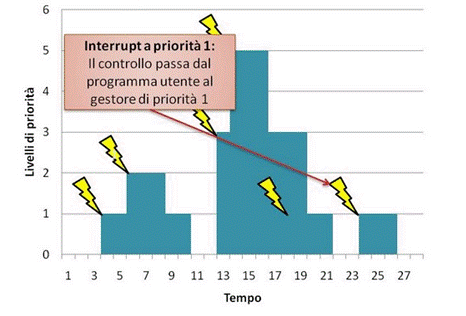 6
5
4
3
2
1
0
Livelli di priorità
Interrupt a priorità 1:
Il controllo passa dal
programma utente al
gestore di priorità 1
1 3 5 7 9 11 13 15 17 19 21 23 25 27
Tempo